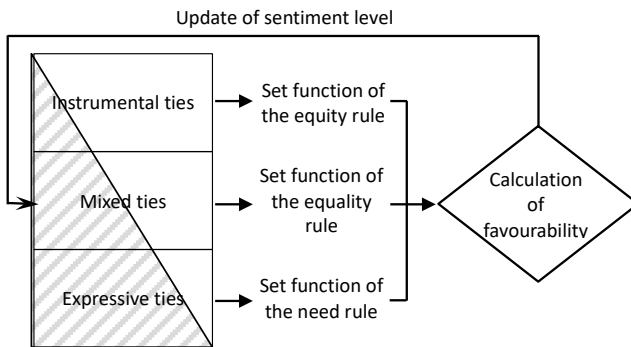 Update of sentiment level
Instrumental ties
Set function of
the equity rule
Mixed ties
Set function of
the equality
rule
Calculation
of
favourability
Expressive ties
Set function of
the need rule